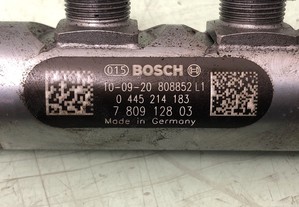 015 BOSCH
10-09-20 808852 L1
0 445 214 183
7 809 128 03
Made in Germany